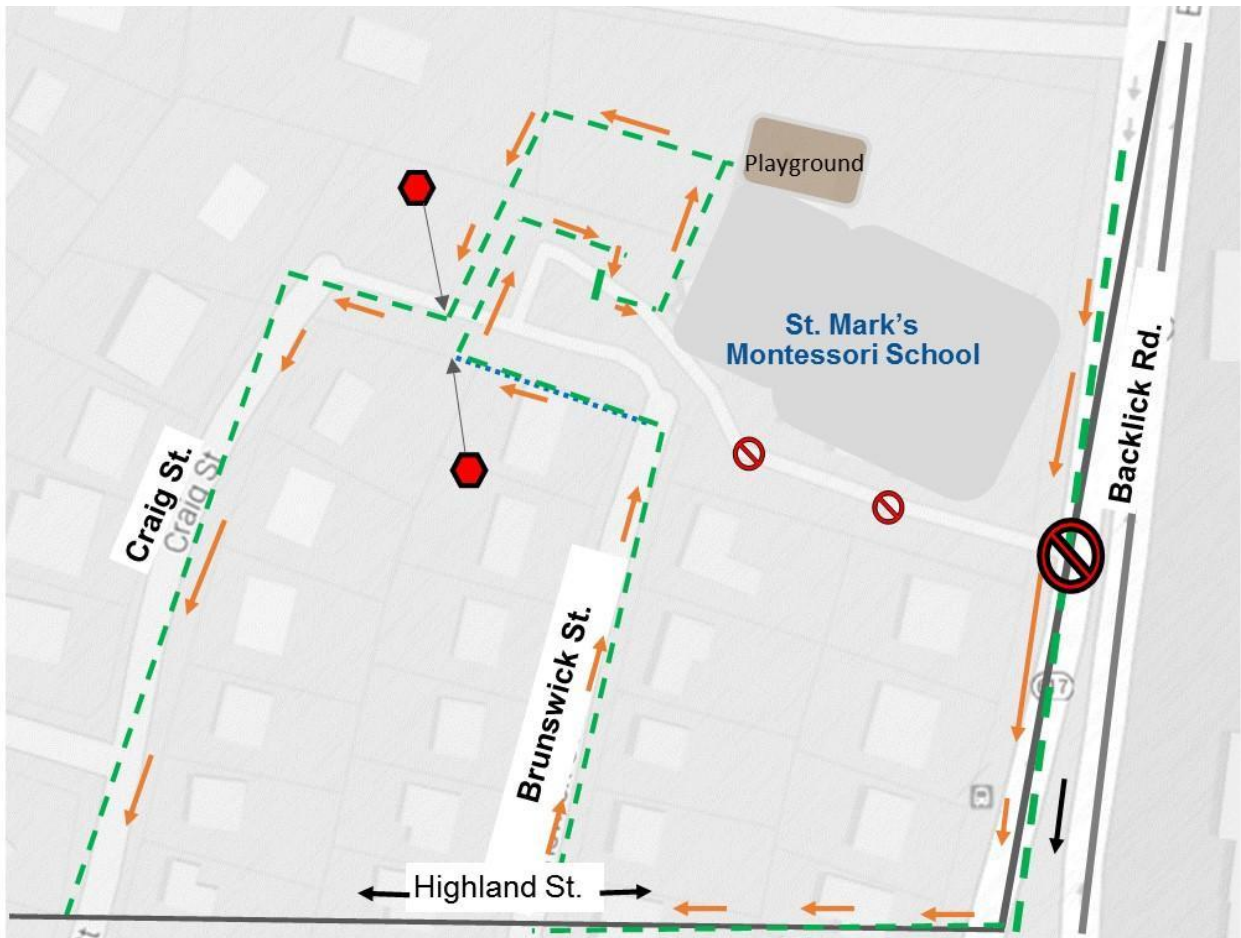 Playground
St. Mark's
Montessori School
Backlick Rd.
Craig St.
Craig St
Brunswick St.
Highland St.